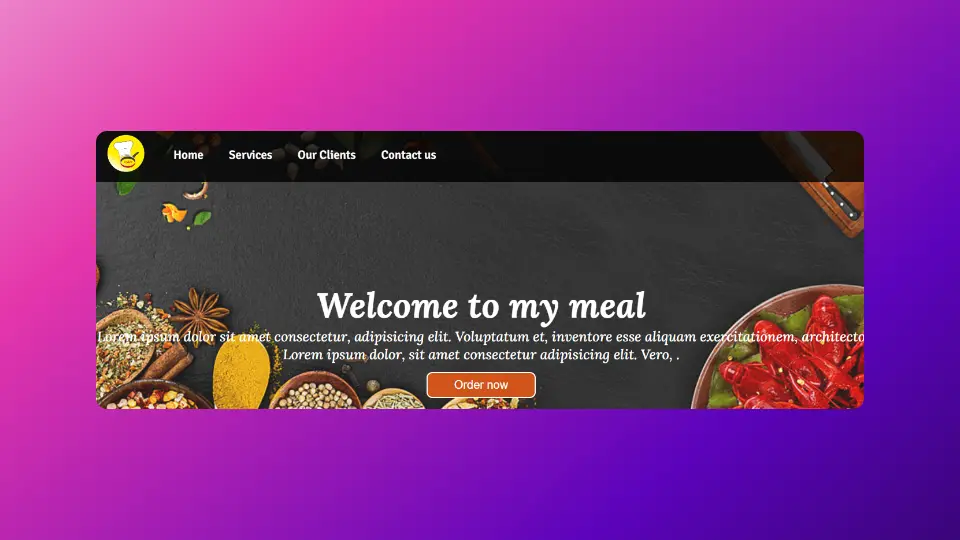 Home Services Our Clients Contact us
Welcome to my meal
Lorem ipsum dolor sit amet consectetur, adipisicing elit. Voluptatum et, inventore esse aliquam exercitationem, architecto
Lorem ipsum dolor, sit amet consectetur adipisicing elit. Vero, .
Order now